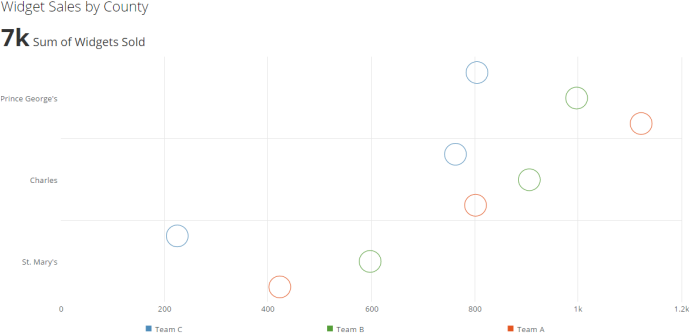 Widget Sales by County
7k Sum of Widgets Sold
Prince George's
Charles
St. Mary's
0 200 400 600 800 1k 1.2k
Team C Team B Team A